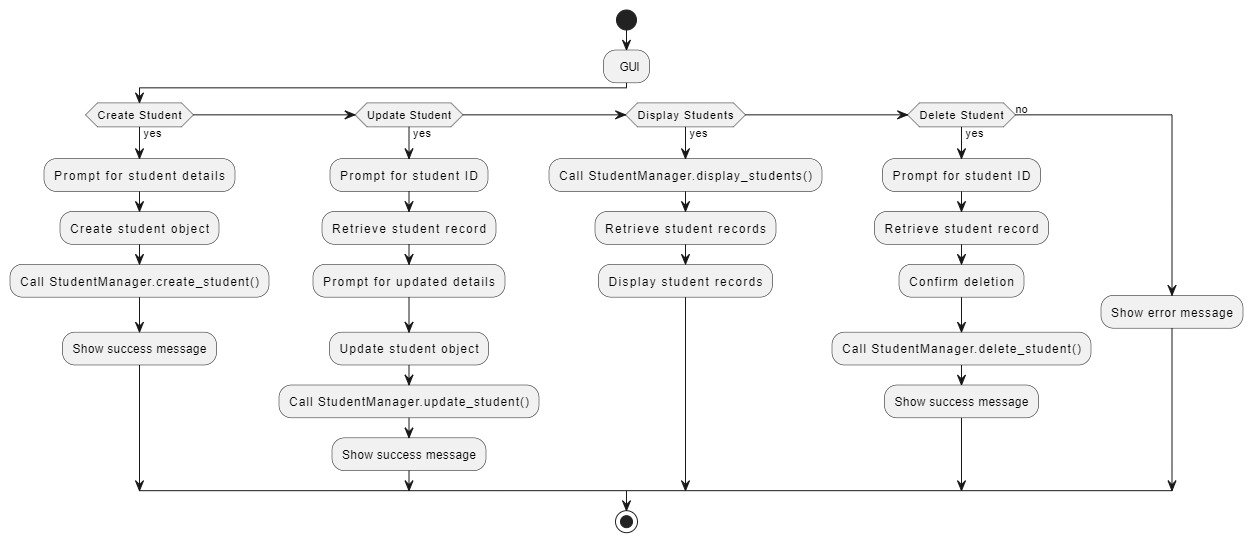 GUI
Create Student
yes
Prompt for student details
Create student object
Call StudentManager.create_student()
Show success message
Update Student
yes
Prompt for student ID
Retrieve student record
Prompt for updated details
Update student object
Call StudentManager.update_student()
Show success message
Display Students
yes
Call StudentManager.display_students()
Retrieve student records
Display student records
Delete Student
yes
Prompt for student ID
Retrieve student record
Confirm deletion
Call StudentManager.delete_student()
Show success message
no
Show error message